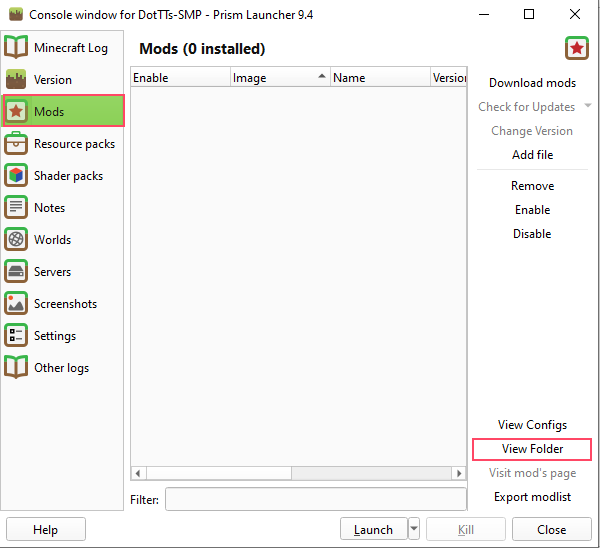 Console window for DotTTs-SMP - Prism Launcher 9.4
Minecraft Log
Version
Mods
Resource packs
Shader packs
Notes
Worlds
Servers
Screenshots
Settings
Other logs
Mods (0 installed)
Enable Image Name Version
Filter:
Download mods
Check for Updates
Change Version
Add file
Remove
Enable
Disable
View Configs
View Folder
Visit mod's page
Export modlist
Help Launch Kill Close